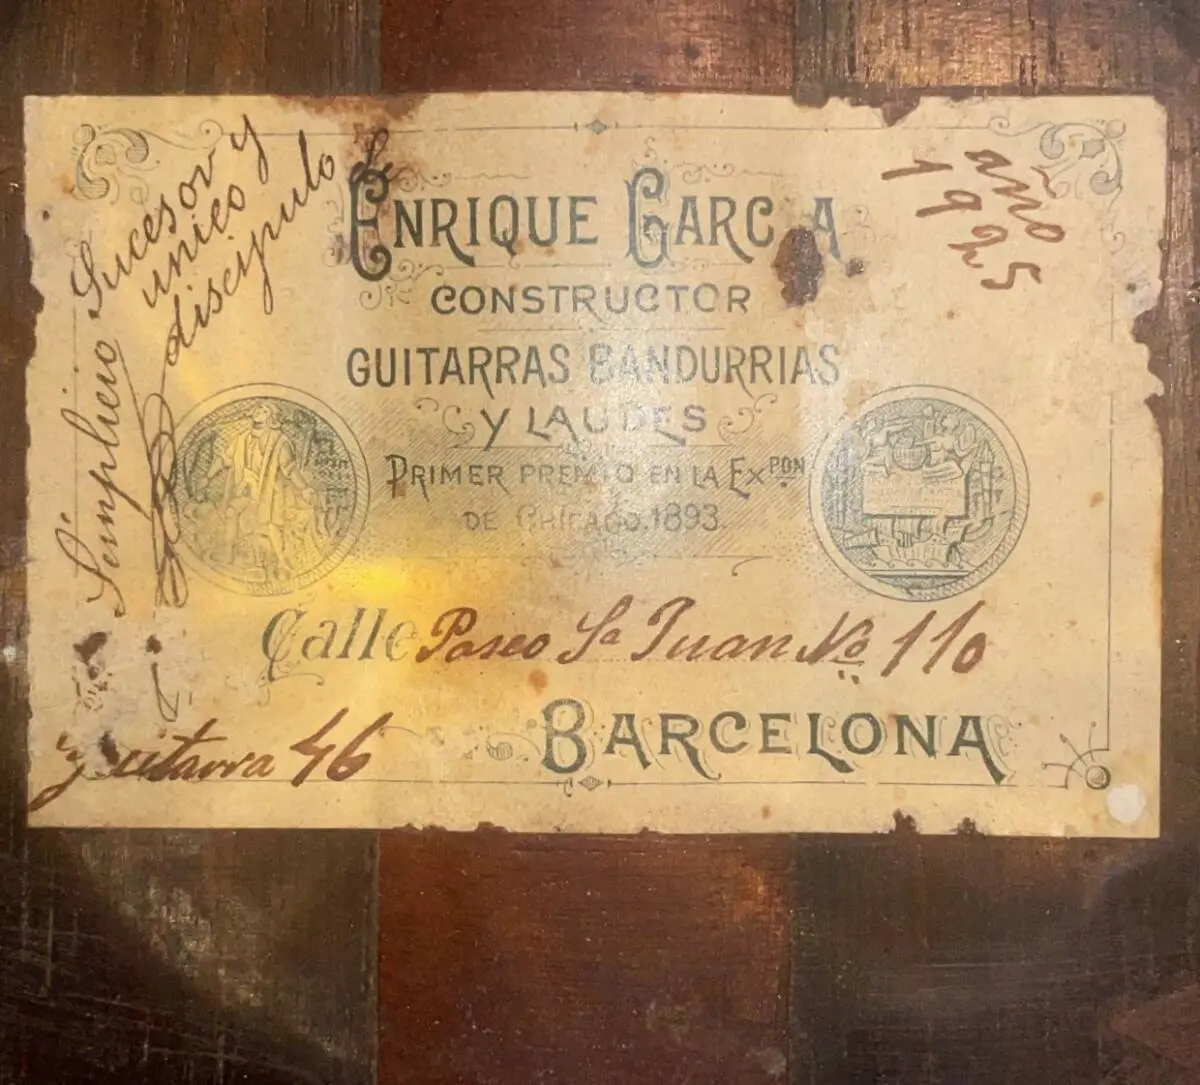 Simplicio Sucesor y
unico
discipulo de
año
1925
ENRIQUE GARCIA
CONSTRUCTOR
GUITARRAS BANDURRIAS
Y LAUDES
PRIMER PREMIO EN LA EXPON
DE CHICAGO.1893
Calle Paseo Sn Juan No 110
Guitarra 46
BARCELONA